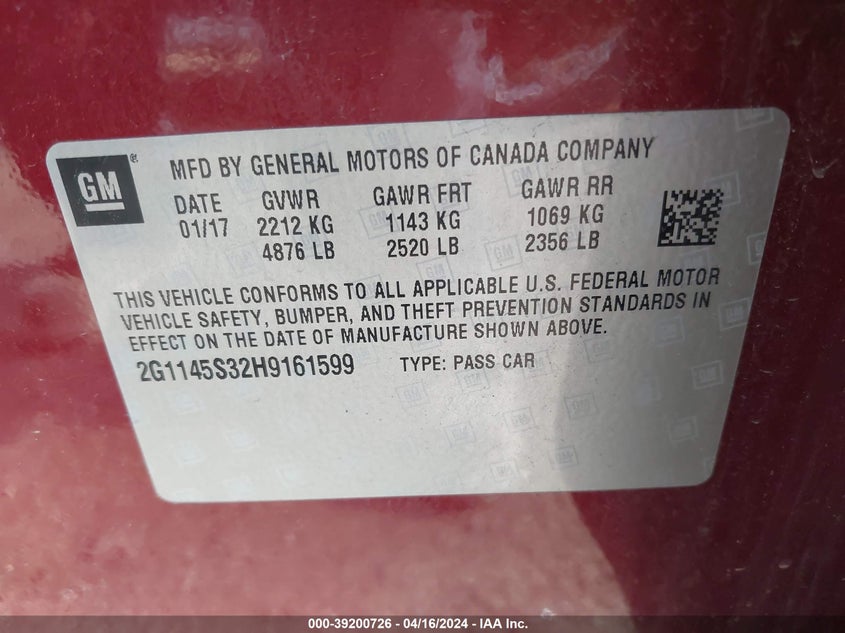 GM
MFD BY GENERAL MOTORS OF CANADA COMPANY
DATE GVWR GAWR FRT GAWR RR
01/17 2212 KG 1143 KG 1069 KG
4876 LB 2520 LB 2356 LB
THIS VEHICLE CONFORMS TO ALL APPLICABLE U.S. FEDERAL MOTOR
VEHICLE SAFETY, BUMPER, AND THEFT PREVENTION STANDARDS IN
EFFECT ON THE DATE OF MANUFACTURE SHOWN ABOVE.
2G1145S32H9161599 TYPE: PASS CAR
000-39200726 - 04/16/2024 - IAA Inc.